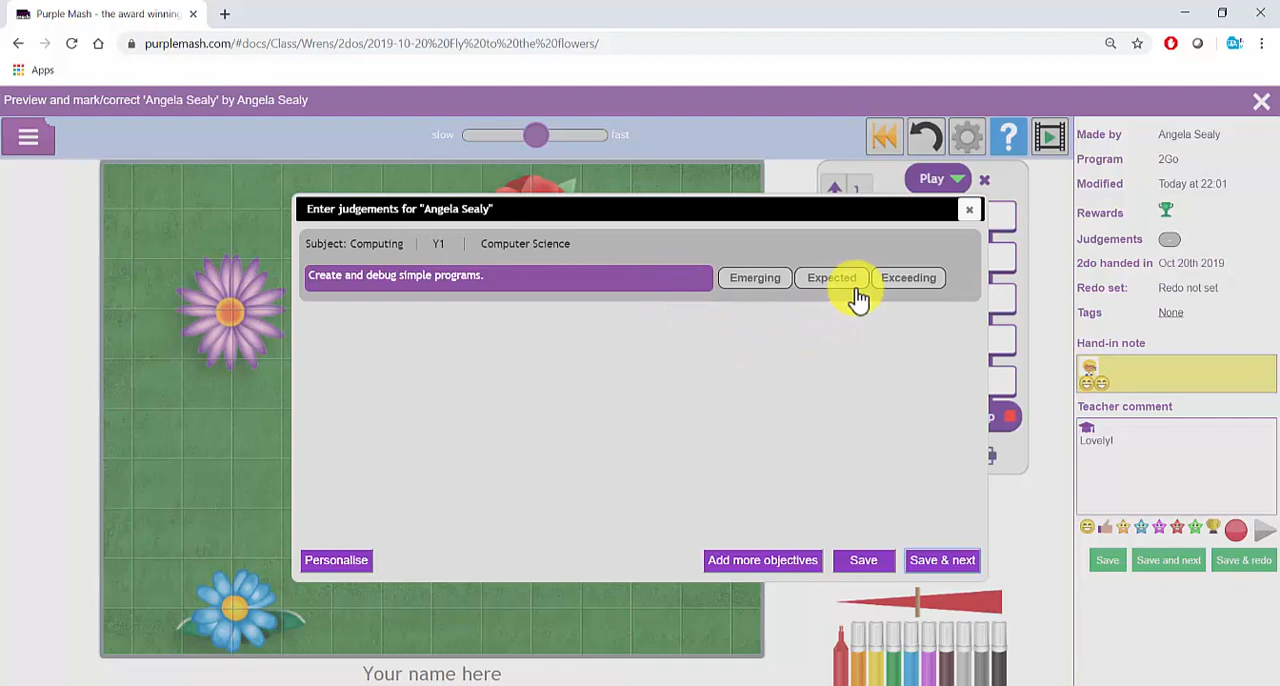 Purple Mash - the award winning
purplemash.com/#docs/Class/Wrens/2dos/2019-10-20%20Fly%20to%20the%20flowers/
Apps
Preview and mark/correct 'Angela Sealy' by Angela Sealy
slow
fast
Play
1
Made by Angela Sealy
Program 2Go
Modified Today at 22:01
Rewards
Judgements -
2do handed in Oct 20th 2019
Redo set: Redo not set
Tags None
Hand-in note
Teacher comment
Lovely!
Save Save and next Save & redo
Enter judgements for "Angela Sealy"
Subject: Computing Y1 Computer Science
Create and debug simple programs. Emerging Expected Exceeding
Personalise Add more objectives Save Save & next
Your name here